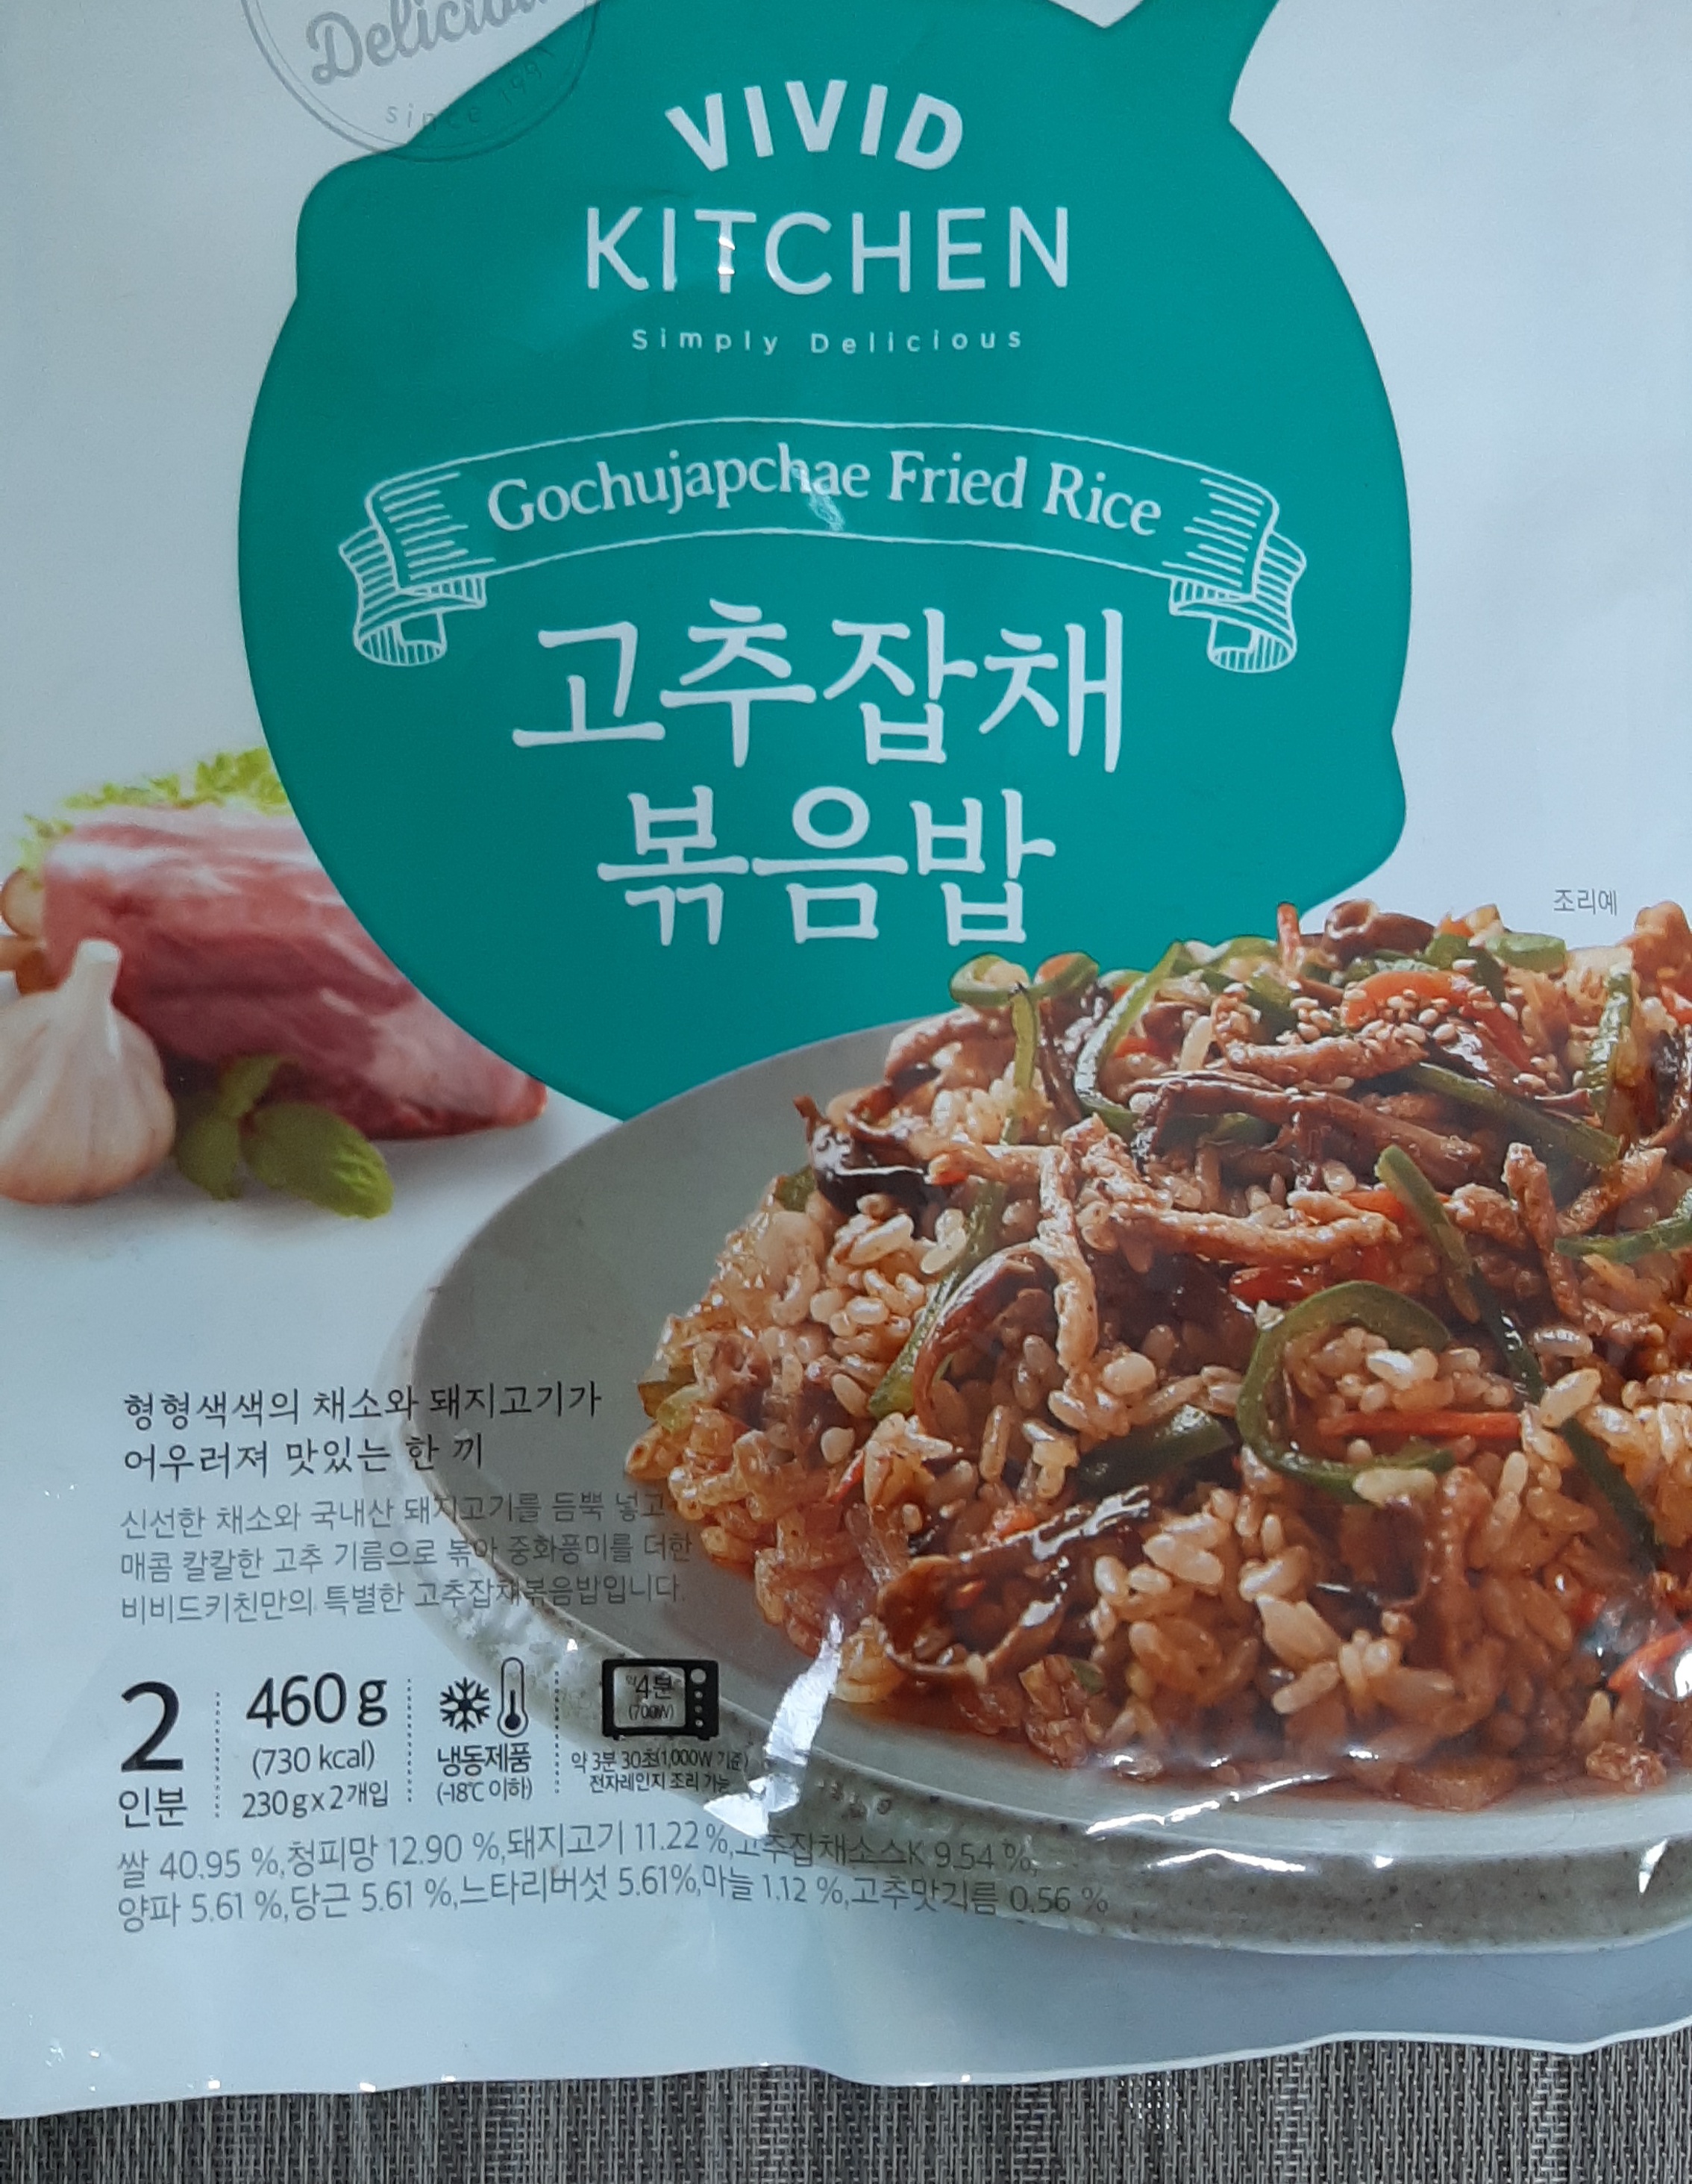 since 1997
VIVID
KITCHEN
Simply Delicious
Gochujapchae Fried Rice
고추잡채
볶음밥
조리예
형형색색의 채소와 돼지고기가
어우러져 맛있는 한 끼
신선한 채소와 국내산 돼지고기를 듬뿍 넣고
매콤 칼칼한 고추 기름으로 볶아 중화풍미를 더한
비비드키친만의 특별한 고추잡채볶음밥입니다.
2
인분
460 g
(730 kcal)
230 g x 2개입
냉동제품
(-18℃ 이하)
약4분
(700W)
약 3분 30초(1,000W 기준)
전자레인지 조리 가능
쌀 40.95 %,청피망 12.90 %,돼지고기 11.22 %,고추잡채소스K 9.54 %,
양파 5.61 %,당근 5.61 %,느타리버섯 5.61%,마늘 1.12 %,고추맛기름 0.56 %